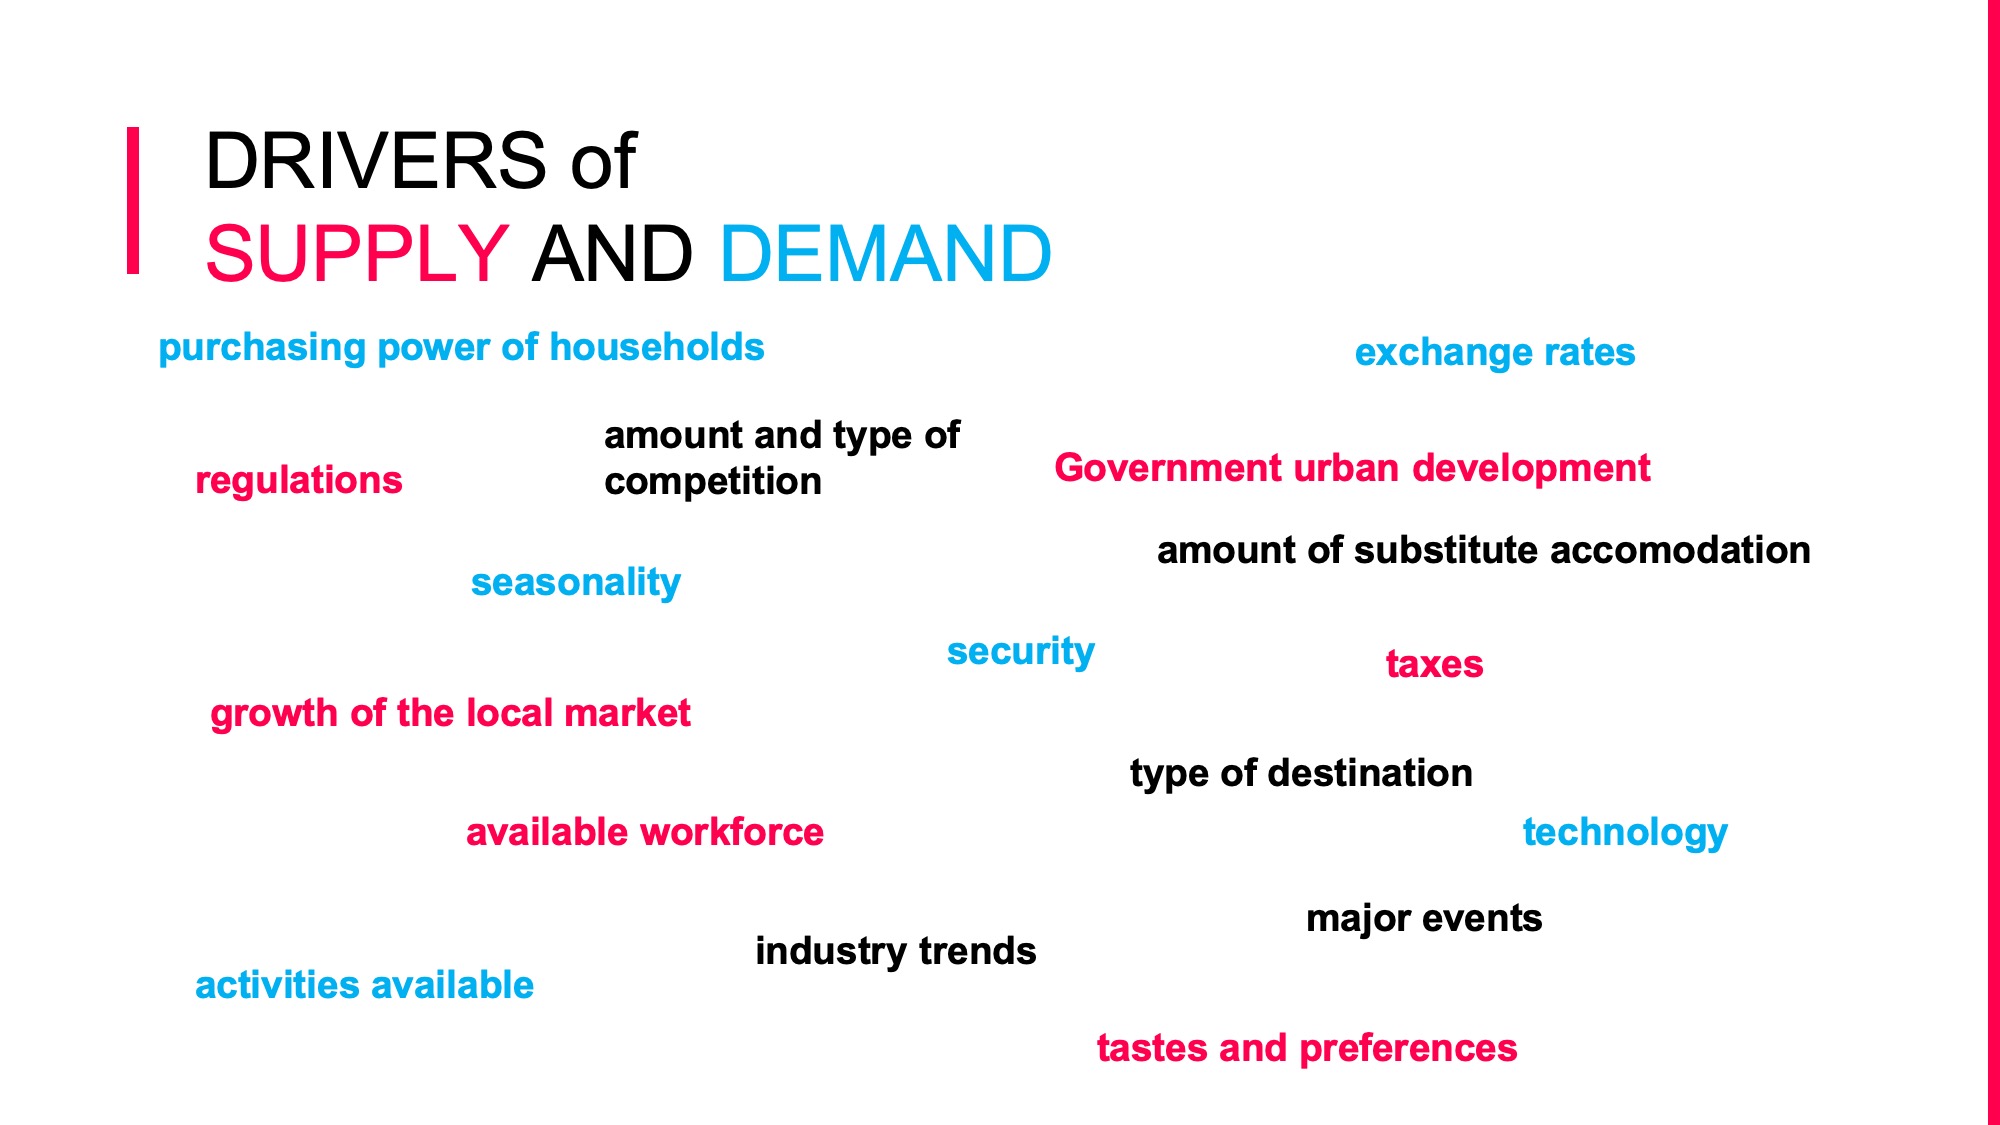 DRIVERS of
SUPPLY AND DEMAND
purchasing power of households
exchange rates
amount and type of
competition
regulations
Government urban development
amount of substitute accomodation
seasonality
security
taxes
growth of the local market
type of destination
available workforce
technology
major events
industry trends
activities available
tastes and preferences